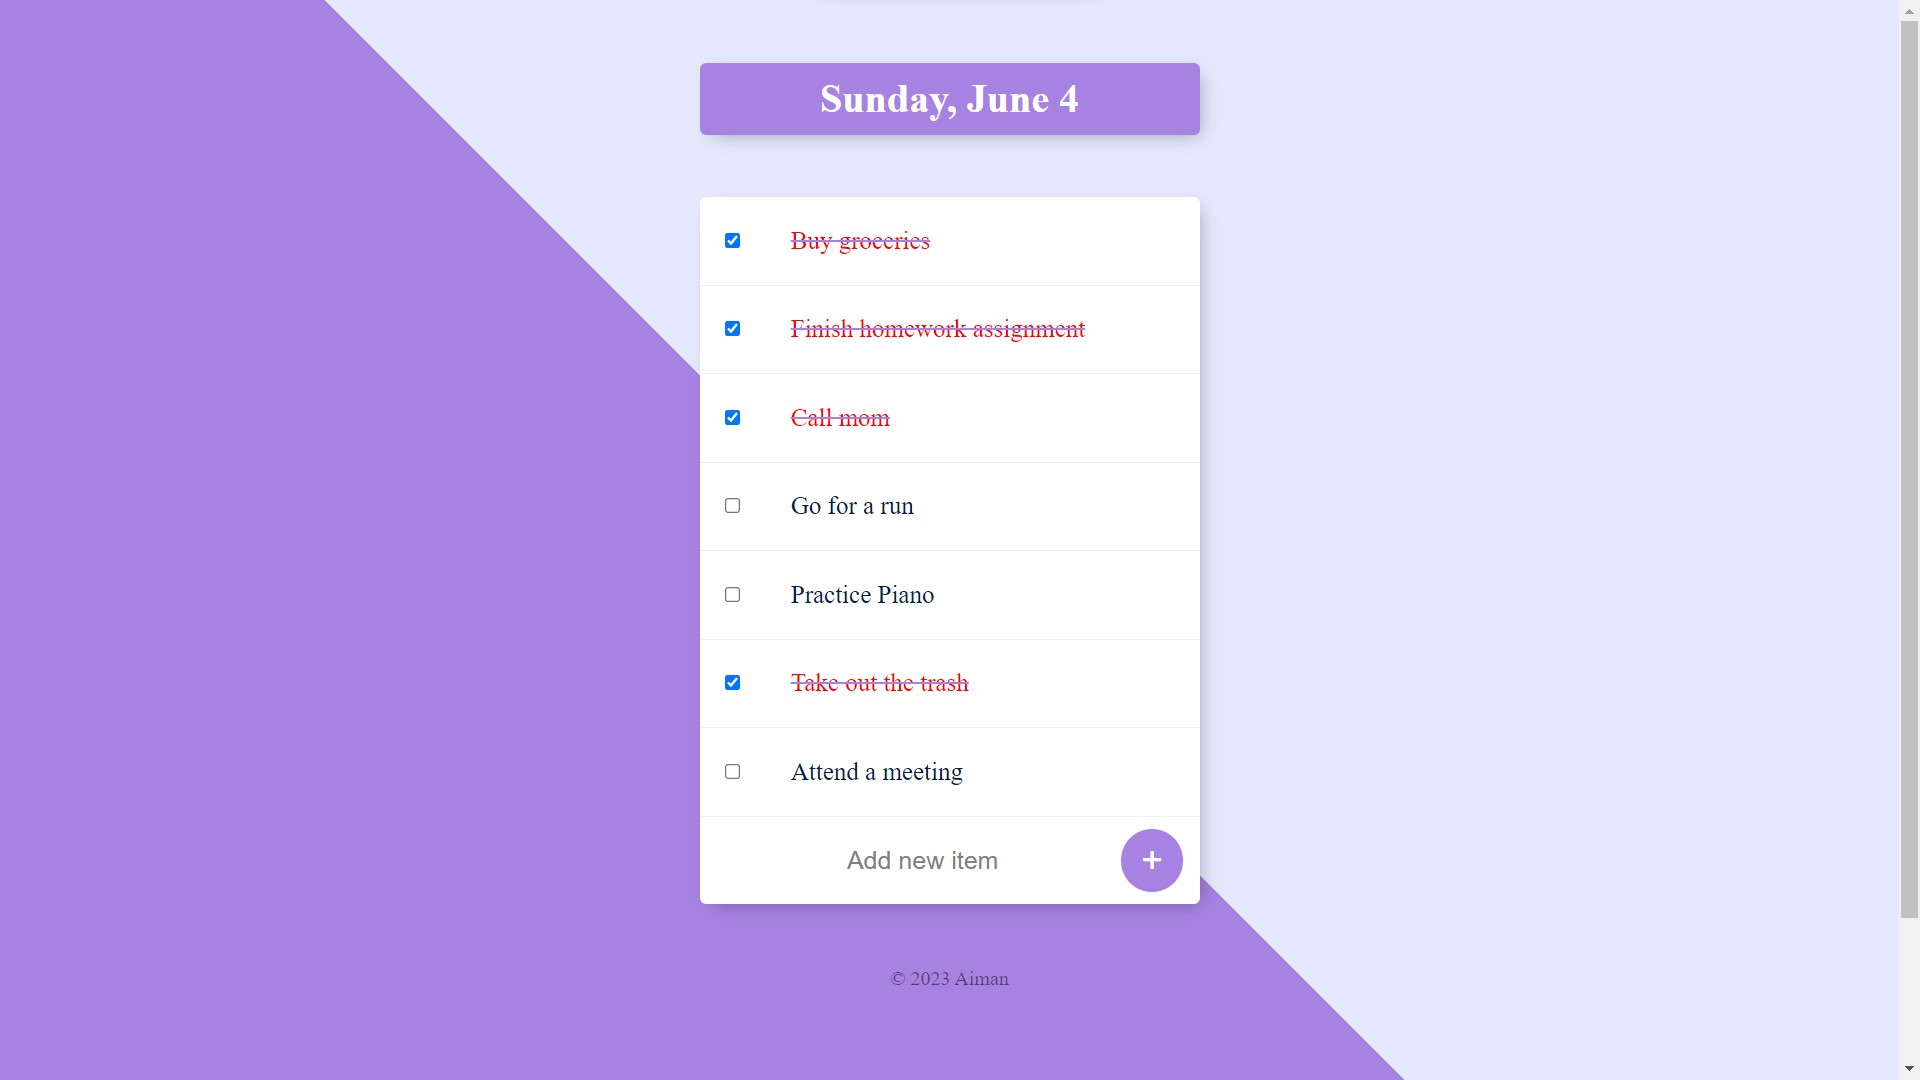 Sunday, June 4
Buy groceries
Finish homework assignment
Call mom
Go for a run
Practice Piano
Take out the trash
Attend a meeting
Add new item
+
© 2023 Aiman